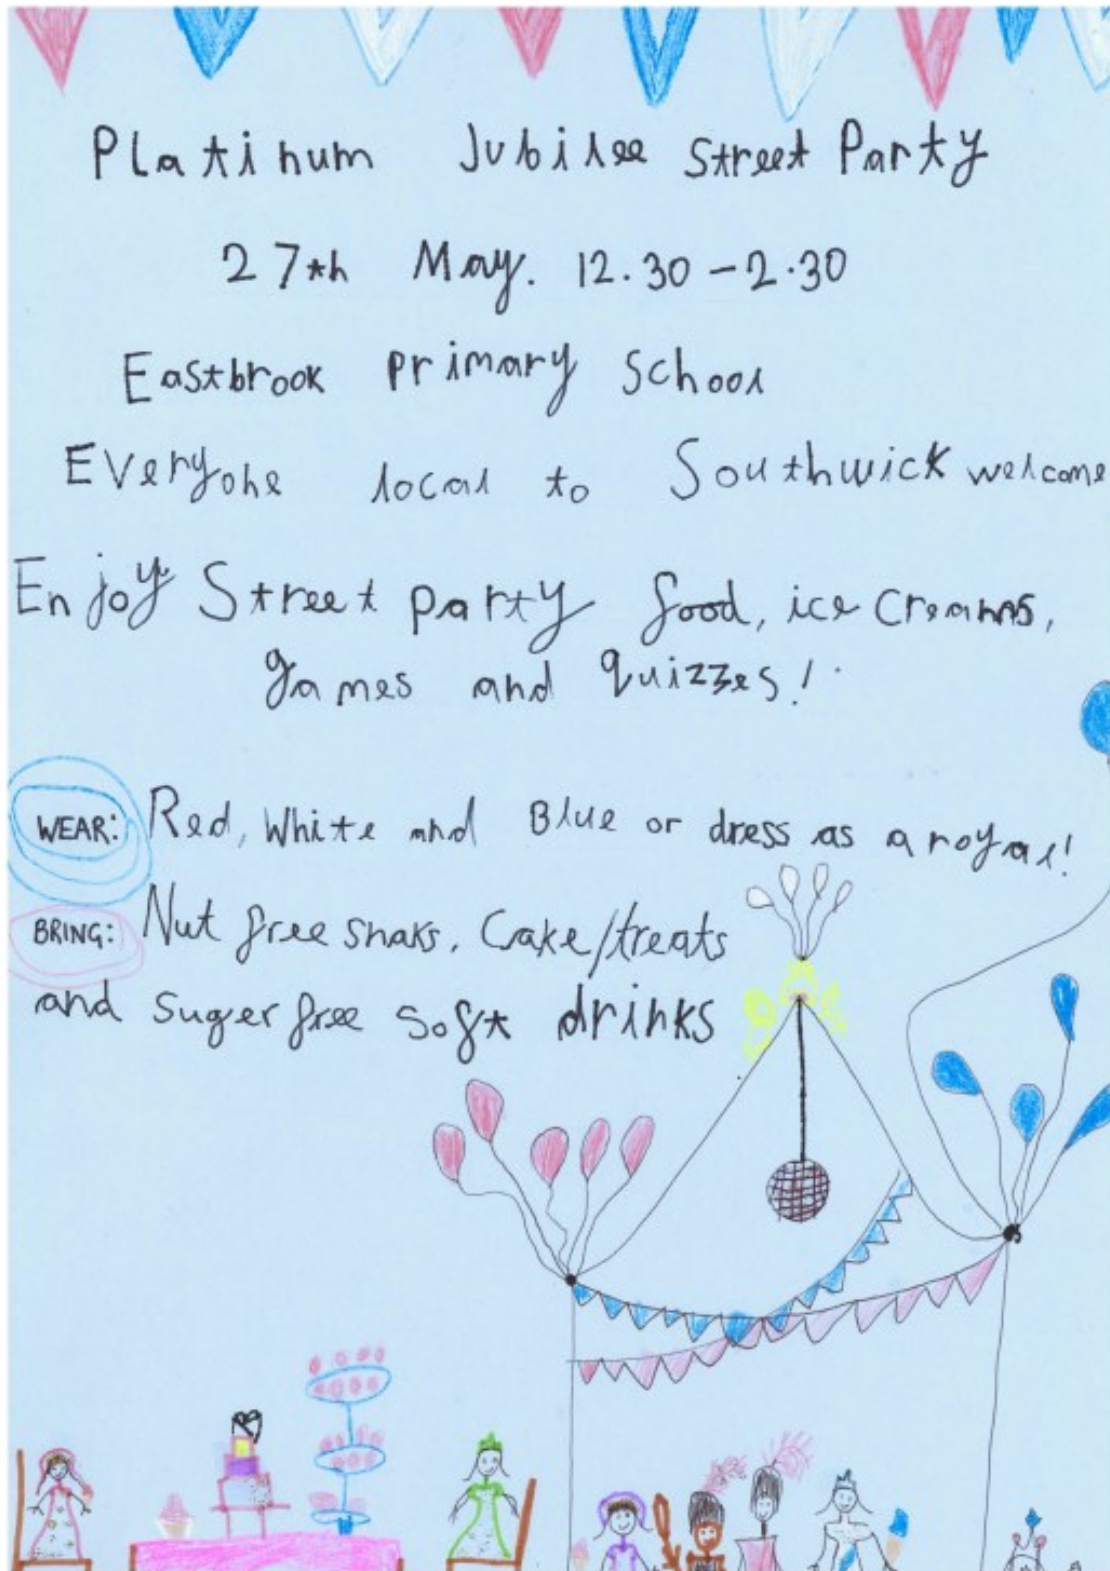 Platinum Jubilee Street Party
27th May. 12.30 - 2.30
Eastbrook primary school
Everyone local to Southwick welcome
Enjoy Street party food, ice creams,
games and quizzes!
WEAR: Red, White and Blue or dress as a royal!
BRING: Nut free snaks, Cake/treats
and suger free soft drinks